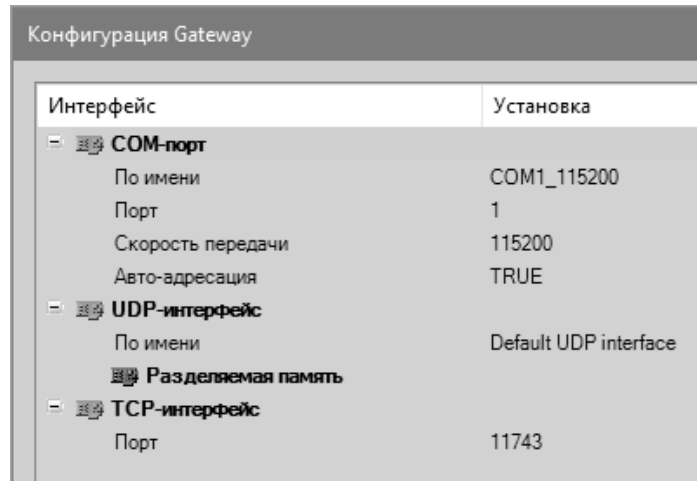 Конфигурация Gateway
Интерфейс Установка
COM-порт
По имени COM1_115200
Порт 1
Скорость передачи 115200
Авто-адресация TRUE
UDP-интерфейс
По имени Default UDP interface
Разделяемая память
TCP-интерфейс
Порт 11743